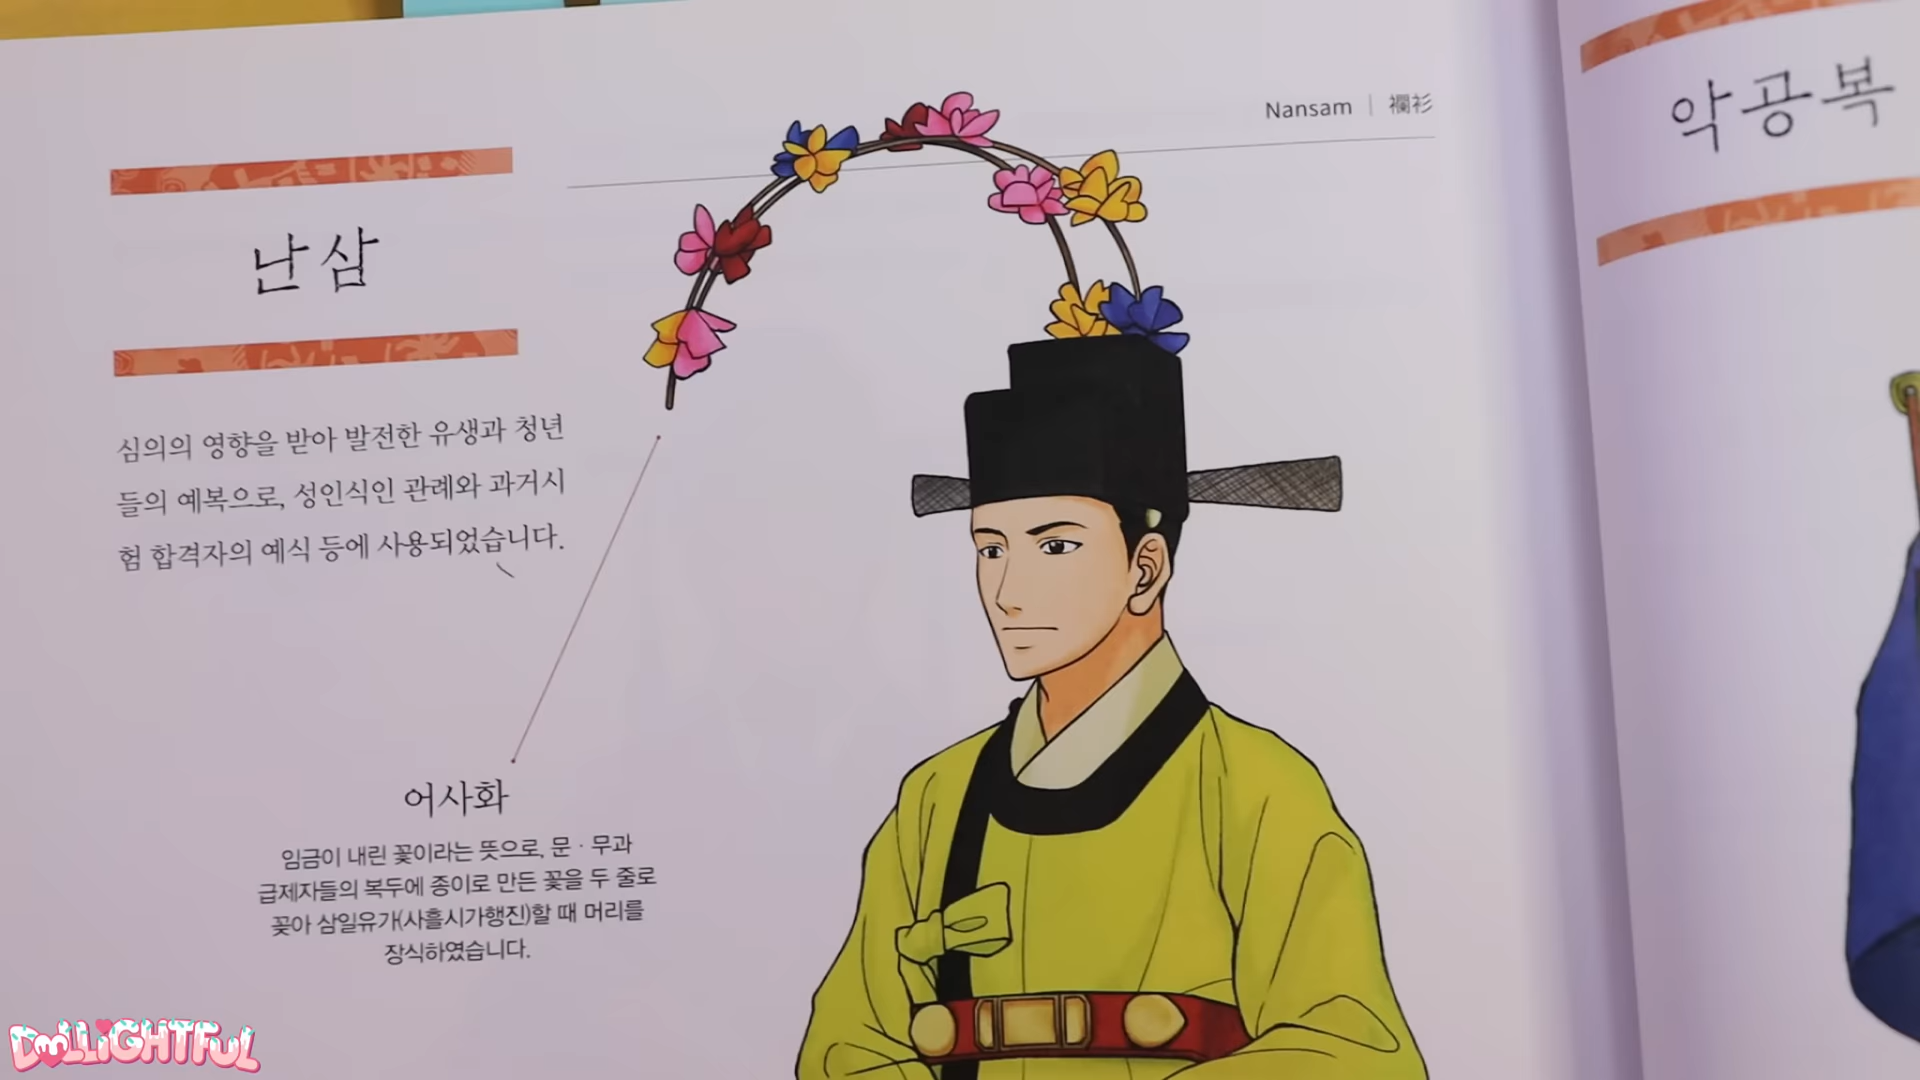 Nansam | 襴衫
난삼
심의의 영향을 받아 발전한 유생과 청년
들의 예복으로, 성인식인 관례와 과거시
험 합격자의 예식 등에 사용되었습니다.
어사화
임금이 내린 꽃이라는 뜻으로, 문·무과
급제자들의 복두에 종이로 만든 꽃을 두 줄로
꽂아 삼일유가(사흘시가행진)할 때 머리를
장식하였습니다.
악공복
DOLLIGHTFUL